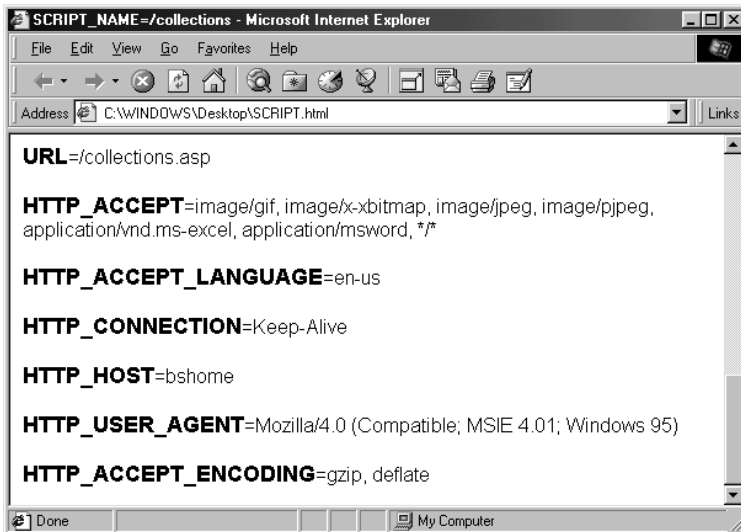 SCRIPT_NAME=/collections - Microsoft Internet Explorer
File Edit View Go Favorites Help
Address C:\WINDOWS\Desktop\SCRIPT.html Links
URL=/collections.asp
HTTP_ACCEPT=image/gif, image/x-xbitmap, image/jpeg, image/pjpeg,
application/vnd.ms-excel, application/msword, */*
HTTP_ACCEPT_LANGUAGE=en-us
HTTP_CONNECTION=Keep-Alive
HTTP_HOST=bshome
HTTP_USER_AGENT=Mozilla/4.0 (Compatible; MSIE 4.01; Windows 95)
HTTP_ACCEPT_ENCODING=gzip, deflate
Done My Computer